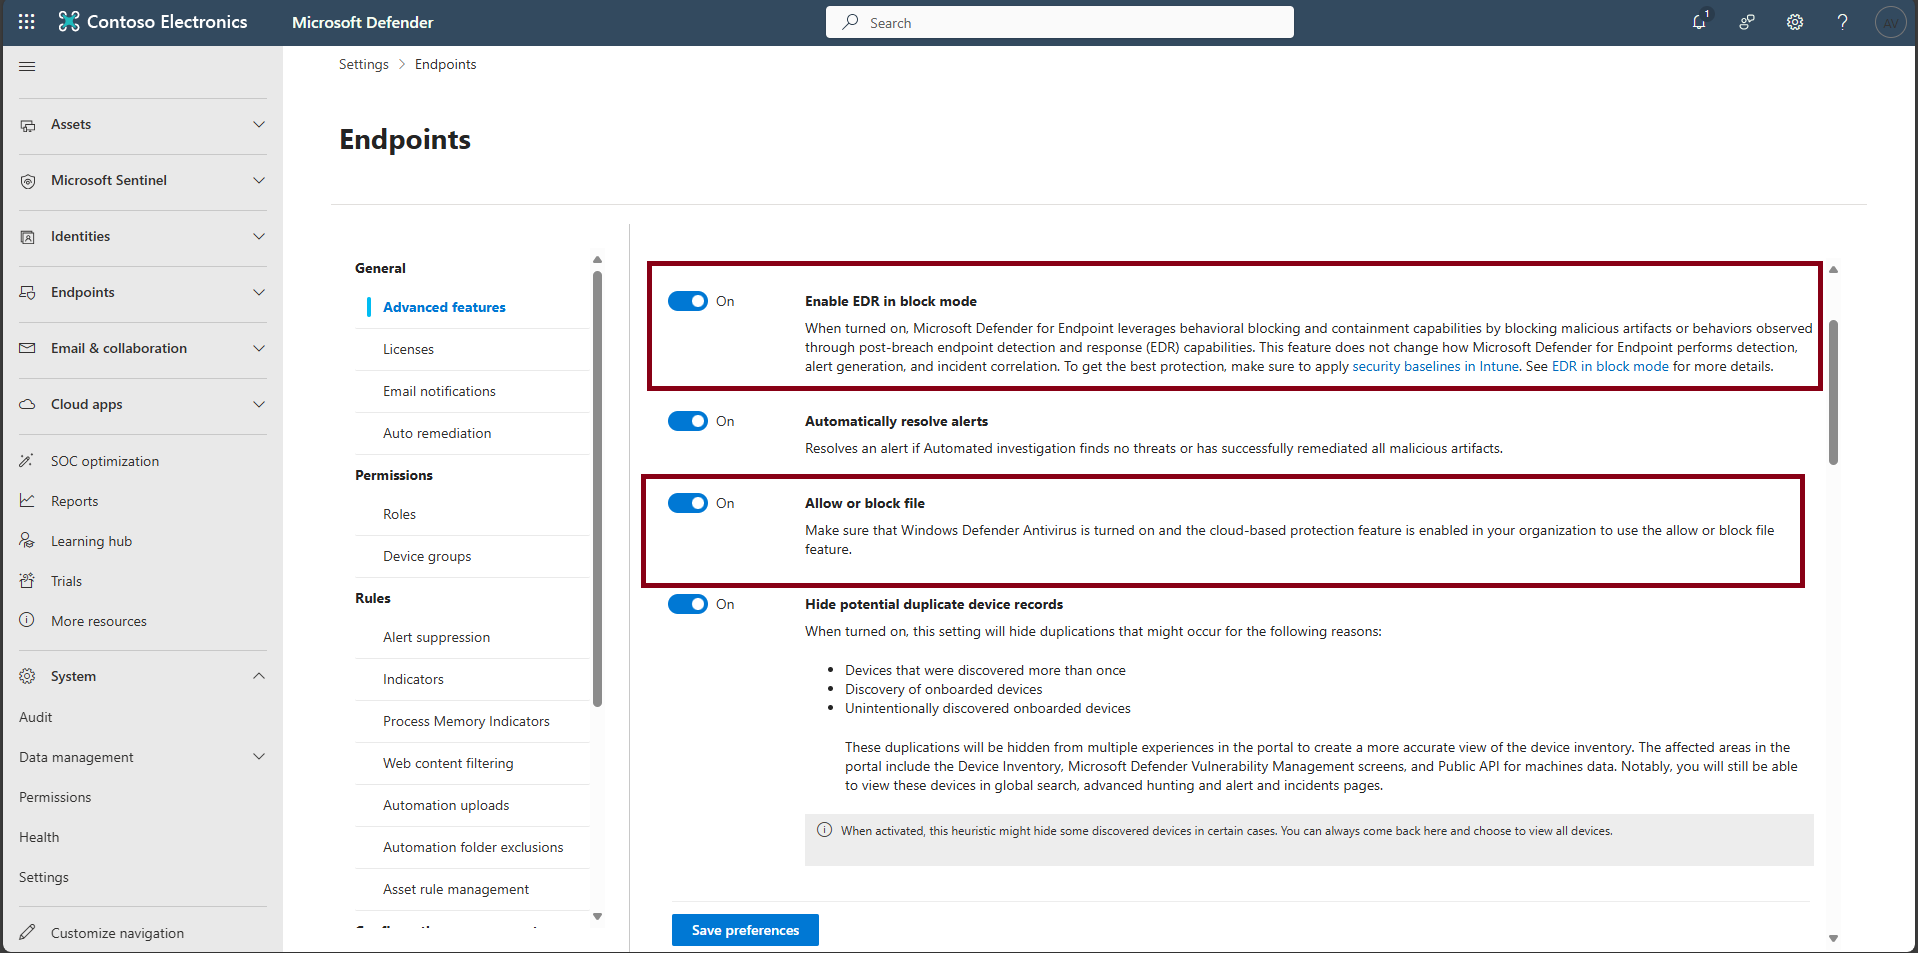 Contoso Electronics
Microsoft Defender
Search
1
AV
Settings > Endpoints
Endpoints
Assets
Microsoft Sentinel
Identities
Endpoints
Email & collaboration
Cloud apps
SOC optimization
Reports
Learning hub
Trials
More resources
System
Audit
Data management
Permissions
Health
Settings
Customize navigation
General
Advanced features
Licenses
Email notifications
Auto remediation
Permissions
Roles
Device groups
Rules
Alert suppression
Indicators
Process Memory Indicators
Web content filtering
Automation uploads
Automation folder exclusions
Asset rule management
On
Enable EDR in block mode
When turned on, Microsoft Defender for Endpoint leverages behavioral blocking and containment capabilities by blocking malicious artifacts or behaviors observed
through post-breach endpoint detection and response (EDR) capabilities. This feature does not change how Microsoft Defender for Endpoint performs detection,
alert generation, and incident correlation. To get the best protection, make sure to apply security baselines in Intune. See EDR in block mode for more details.
On
Automatically resolve alerts
Resolves an alert if Automated investigation finds no threats or has successfully remediated all malicious artifacts.
On
Allow or block file
Make sure that Windows Defender Antivirus is turned on and the cloud-based protection feature is enabled in your organization to use the allow or block file
feature.
On
Hide potential duplicate device records
When turned on, this setting will hide duplications that might occur for the following reasons:
• Devices that were discovered more than once
• Discovery of onboarded devices
• Unintentionally discovered onboarded devices
These duplications will be hidden from multiple experiences in the portal to create a more accurate view of the device inventory. The affected areas in the
portal include the Device Inventory, Microsoft Defender Vulnerability Management screens, and Public API for machines data. Notably, you will still be able
to view these devices in global search, advanced hunting and alert and incidents pages.
When activated, this heuristic might hide some discovered devices in certain cases. You can always come back here and choose to view all devices.
Save preferences